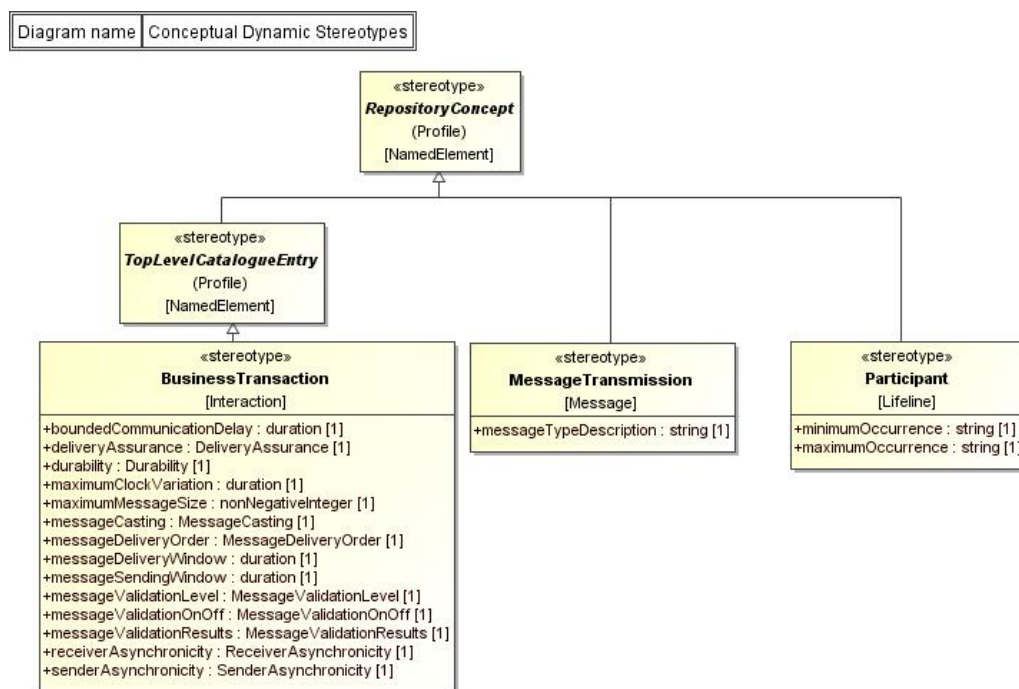 Diagram name Conceptual Dynamic Stereotypes
«stereotype»
RepositoryConcept
(Profile)
[NamedElement]
«stereotype»
TopLevelCatalogueEntry
(Profile)
[NamedElement]
«stereotype»
BusinessTransaction
[Interaction]
+boundedCommunicationDelay : duration [1]
+deliveryAssurance : DeliveryAssurance [1]
+durability : Durability [1]
+maximumClockVariation : duration [1]
+maximumMessageSize : nonNegativeInteger [1]
+messageCasting : MessageCasting [1]
+messageDeliveryOrder : MessageDeliveryOrder [1]
+messageDeliveryWindow : duration [1]
+messageSendingWindow : duration [1]
+messageValidationLevel : MessageValidationLevel [1]
+messageValidationOnOff : MessageValidationOnOff [1]
+messageValidationResults : MessageValidationResults [1]
+receiverAsynchronicity : ReceiverAsynchronicity [1]
+senderAsynchronicity : SenderAsynchronicity [1]
«stereotype»
MessageTransmission
[Message]
+messageTypeDescription : string [1]
«stereotype»
Participant
[Lifeline]
+minimumOccurrence : string [1]
+maximumOccurrence : string [1]